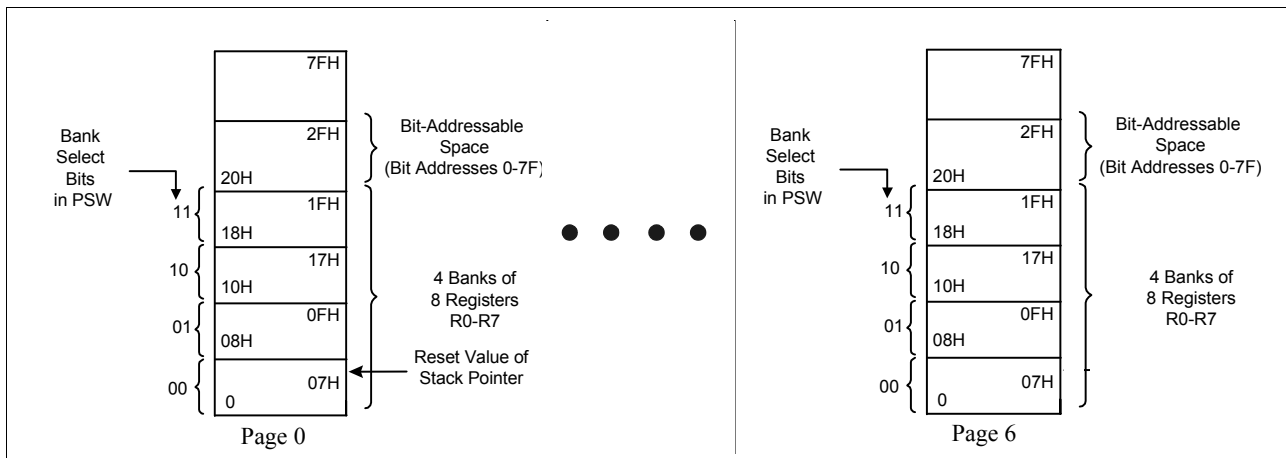 7FH
Bank
Select
Bits
in PSW
2FH
20H
Bit-Addressable
Space
(Bit Addresses 0-7F)
11
1FH
18H
10
17H
10H
4 Banks of
8 Registers
R0-R7
01
0FH
08H
00
07H
0
Reset Value of
Stack Pointer
Page 0
7FH
Bank
Select
Bits
in PSW
2FH
20H
Bit-Addressable
Space
(Bit Addresses 0-7F)
11
1FH
18H
10
17H
10H
4 Banks of
8 Registers
R0-R7
01
0FH
08H
00
07H
0
Page 6